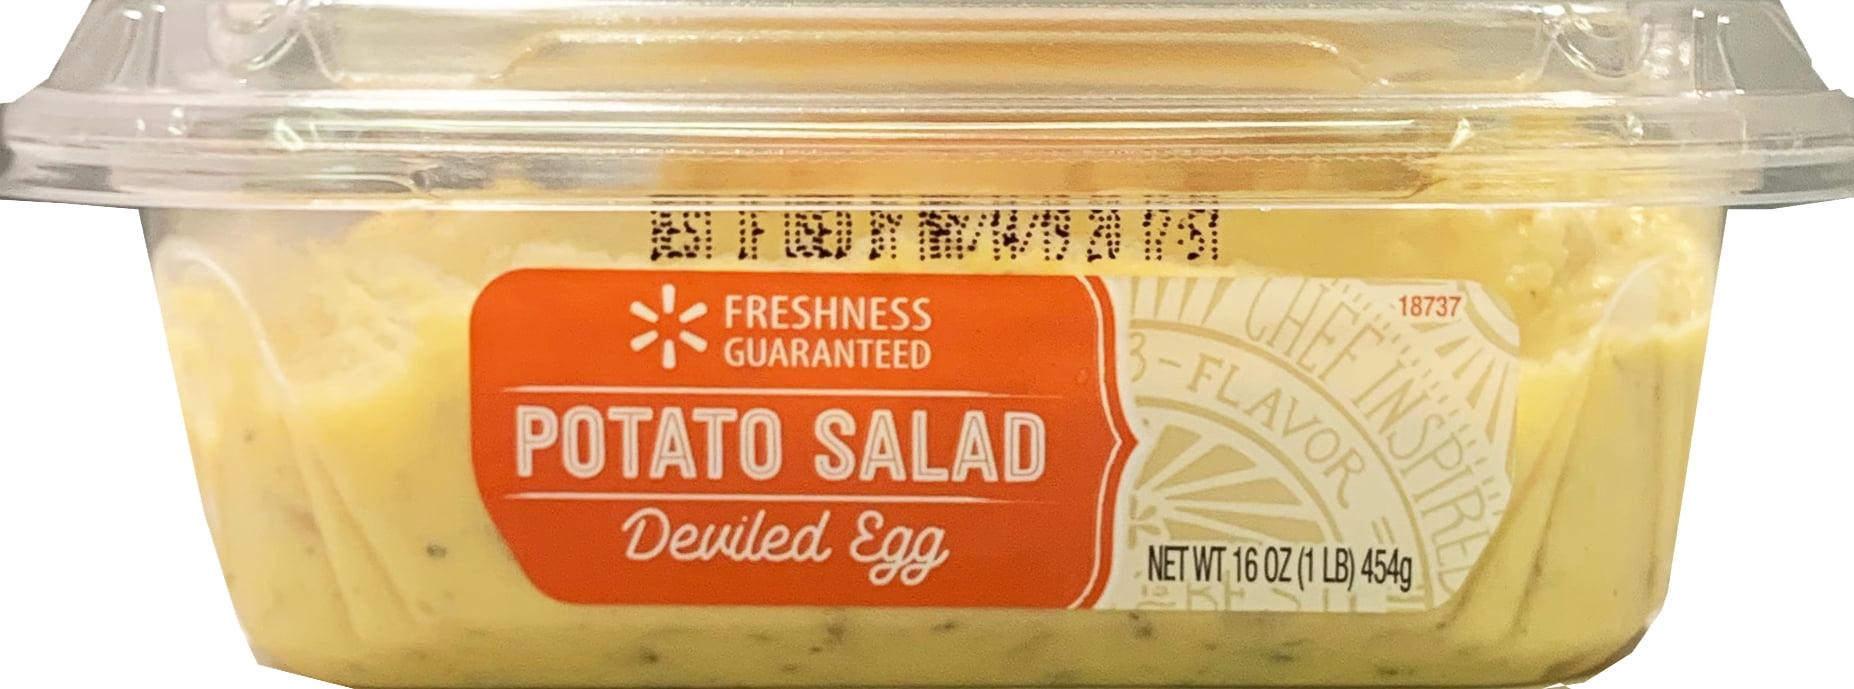 FRESHNESS
GUARANTEED
POTATO SALAD
Deviled Egg
18737
CHEF INSPIRED
FLAVOR
NET WT 16 OZ (1 LB) 454g